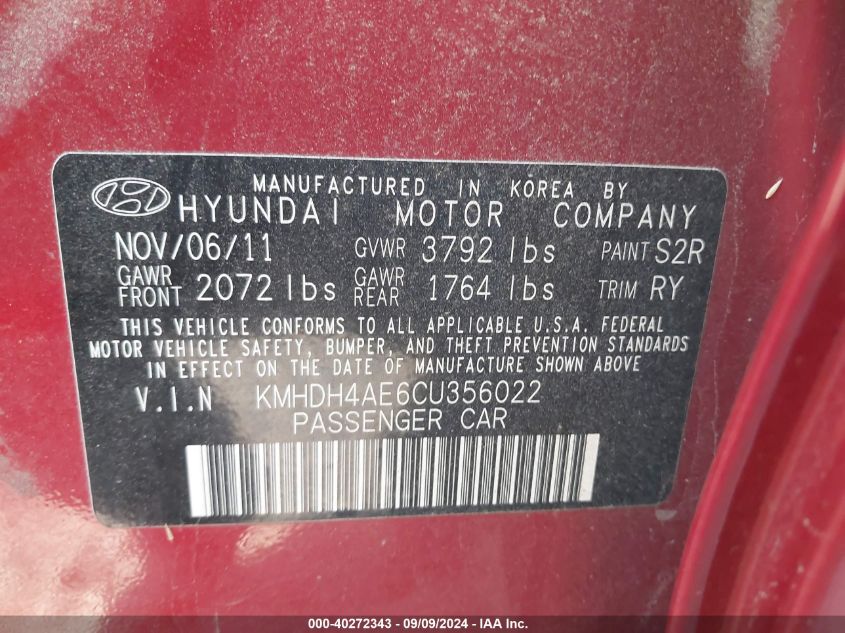 MANUFACTURED IN KOREA BY
HYUNDAI MOTOR COMPANY
NOV/06/11 GVWR 3792 lbs PAINT S2R
GAWR FRONT 2072 lbs GAWR REAR 1764 lbs TRIM RY
THIS VEHICLE CONFORMS TO ALL APPLICABLE U.S.A. FEDERAL
MOTOR VEHICLE SAFETY, BUMPER, AND THEFT PREVENTION STANDARDS
IN EFFECT ON THE DATE OF MANUFACTURE SHOWN ABOVE
V.I.N KMHDH4AE6CU356022
PASSENGER CAR
000-40272343 - 09/09/2024 - IAA Inc.